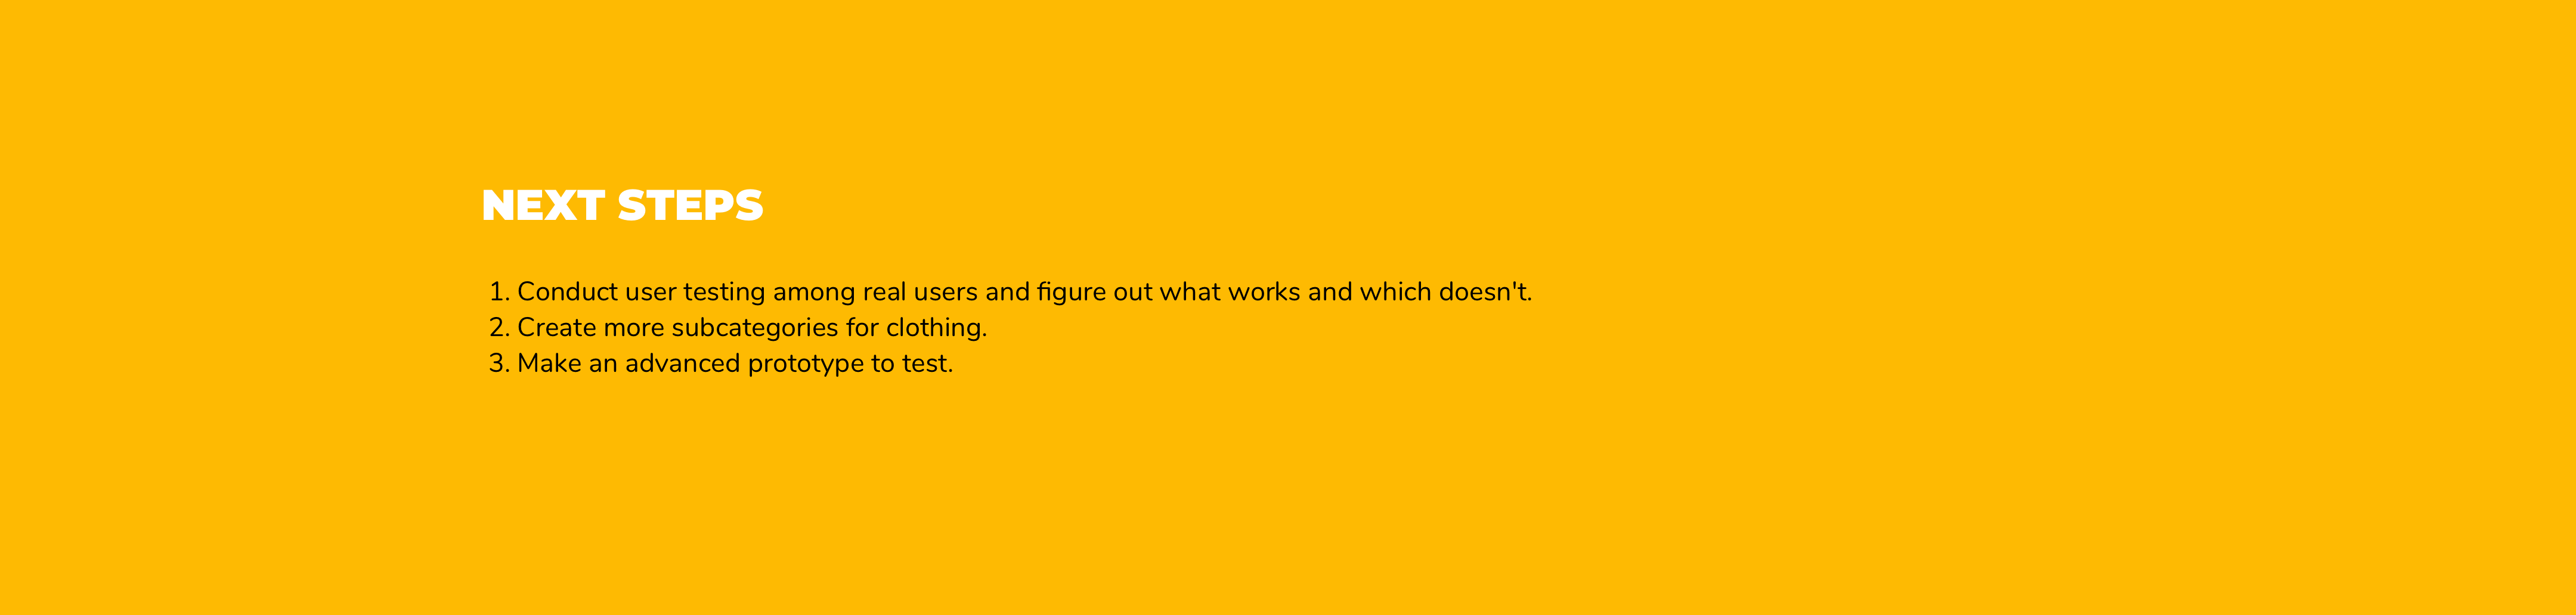 NEXT STEPS
1. Conduct user testing among real users and figure out what works and which doesn't.
2. Create more subcategories for clothing.
3. Make an advanced prototype to test.